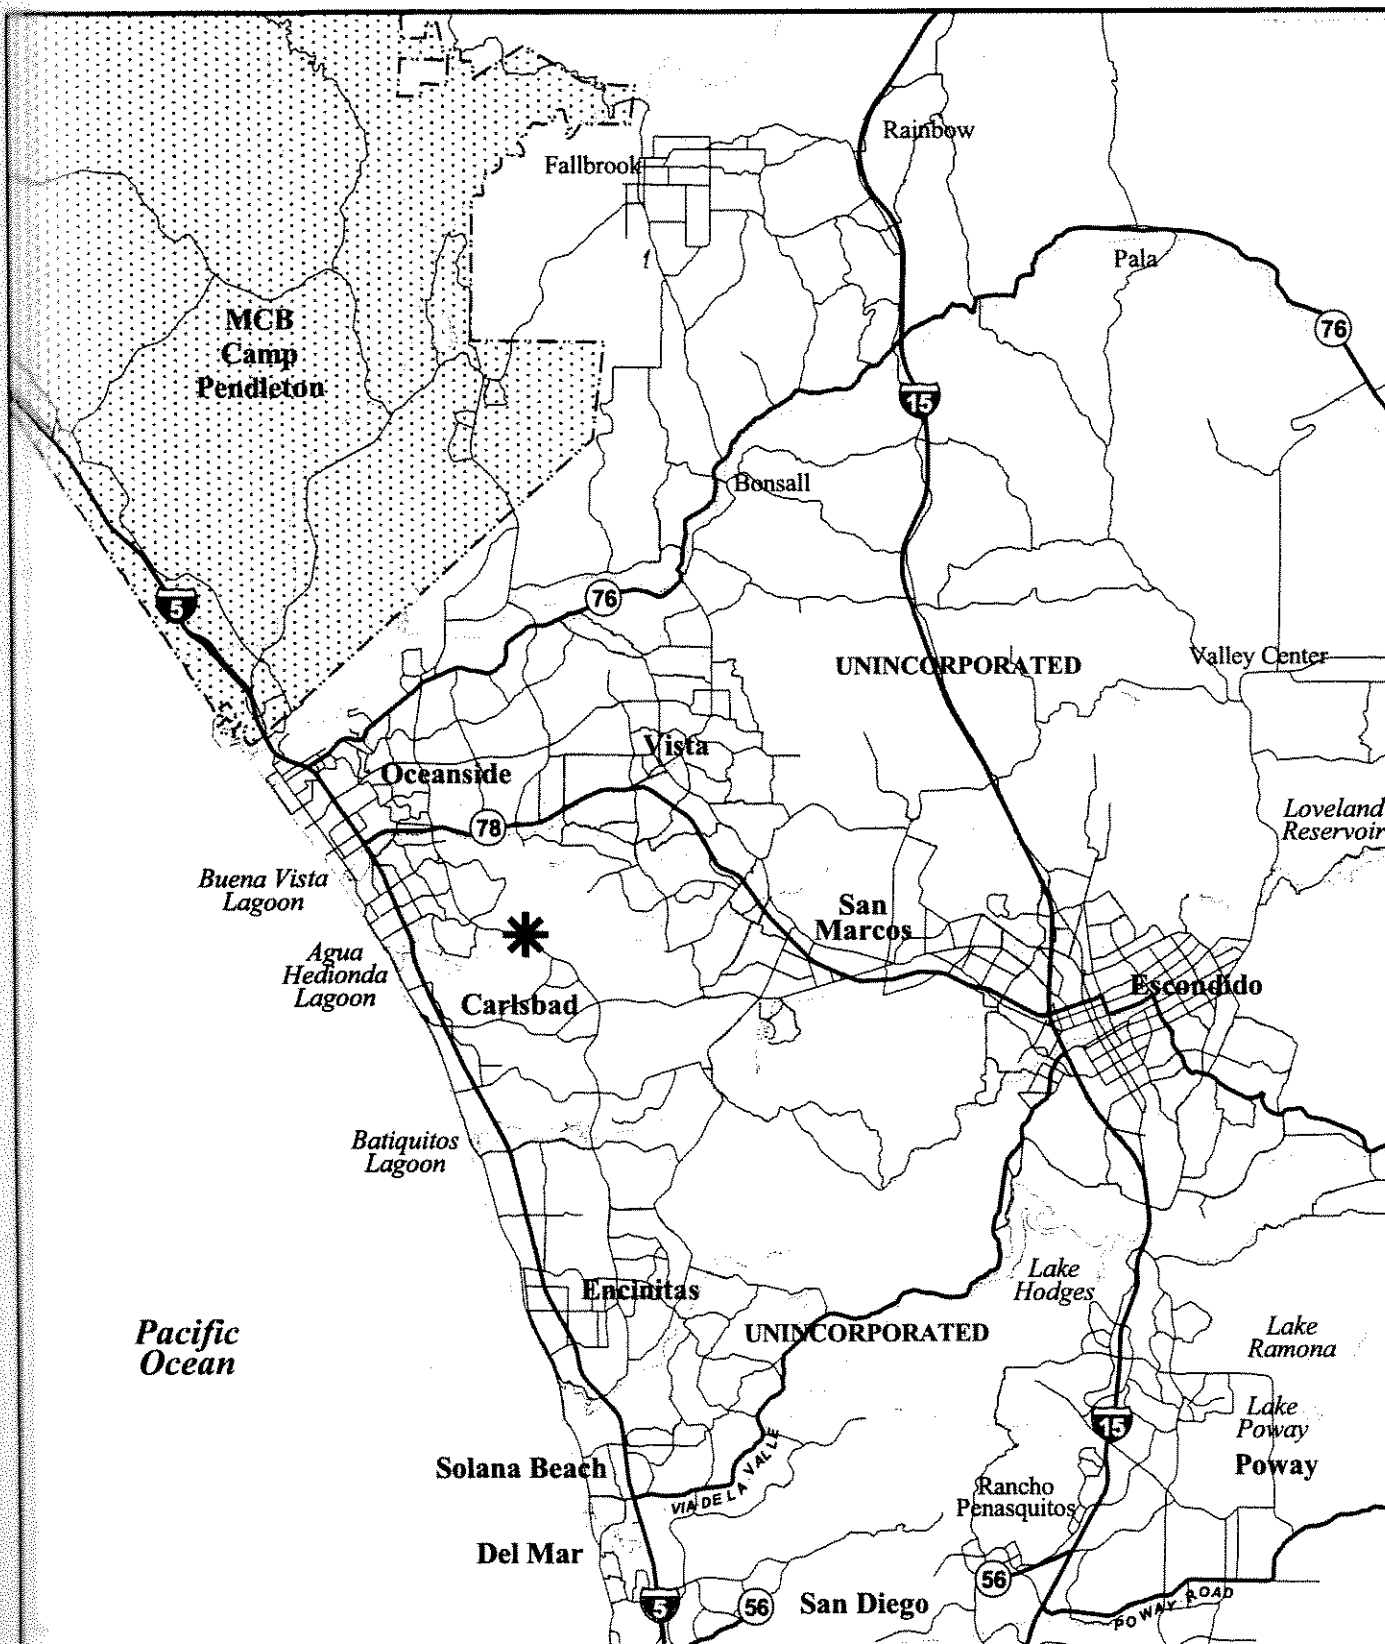 Rainbow
Fallbrook
Pala
76
MCB
Camp
Pendleton
15
Bonsall
5
76
UNINCORPORATED
Valley Center
Vista
Oceanside
78
Loveland
Reservoir
Buena Vista
Lagoon
San
Marcos
Agua
Hedionda
Lagoon
Carlsbad
Escondido
Batiquitos
Lagoon
Lake
Hodges
Encinitas
UNINCORPORATED
Pacific
Ocean
Lake
Ramona
15
Lake
Poway
Poway
Solana Beach
VIA DE LA VALLE
Rancho
Penasquitos
Del Mar
56
5
56
San Diego
POWAY ROAD